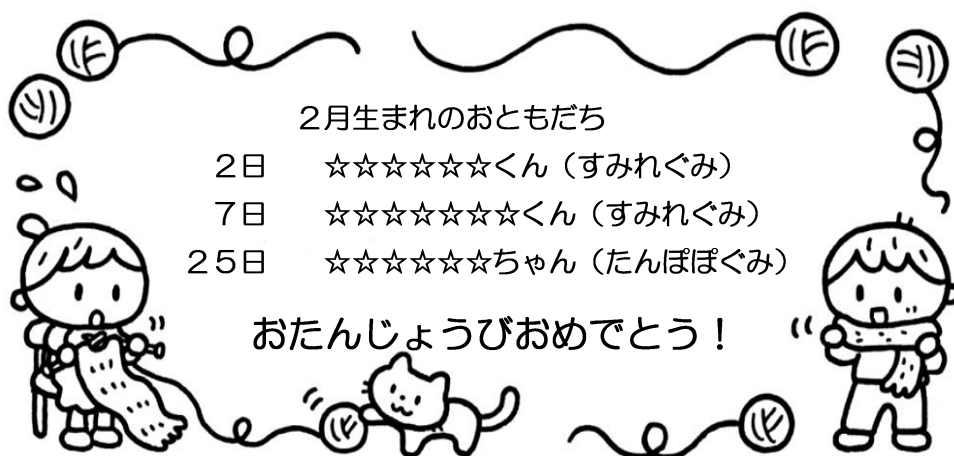 ２月生まれのおともだち
２日　　☆☆☆☆☆☆くん（すみれぐみ）
７日　　☆☆☆☆☆☆☆くん（すみれぐみ）
２５日　　☆☆☆☆☆☆ちゃん（たんぽぽぐみ）
おたんじょうびおめでとう！